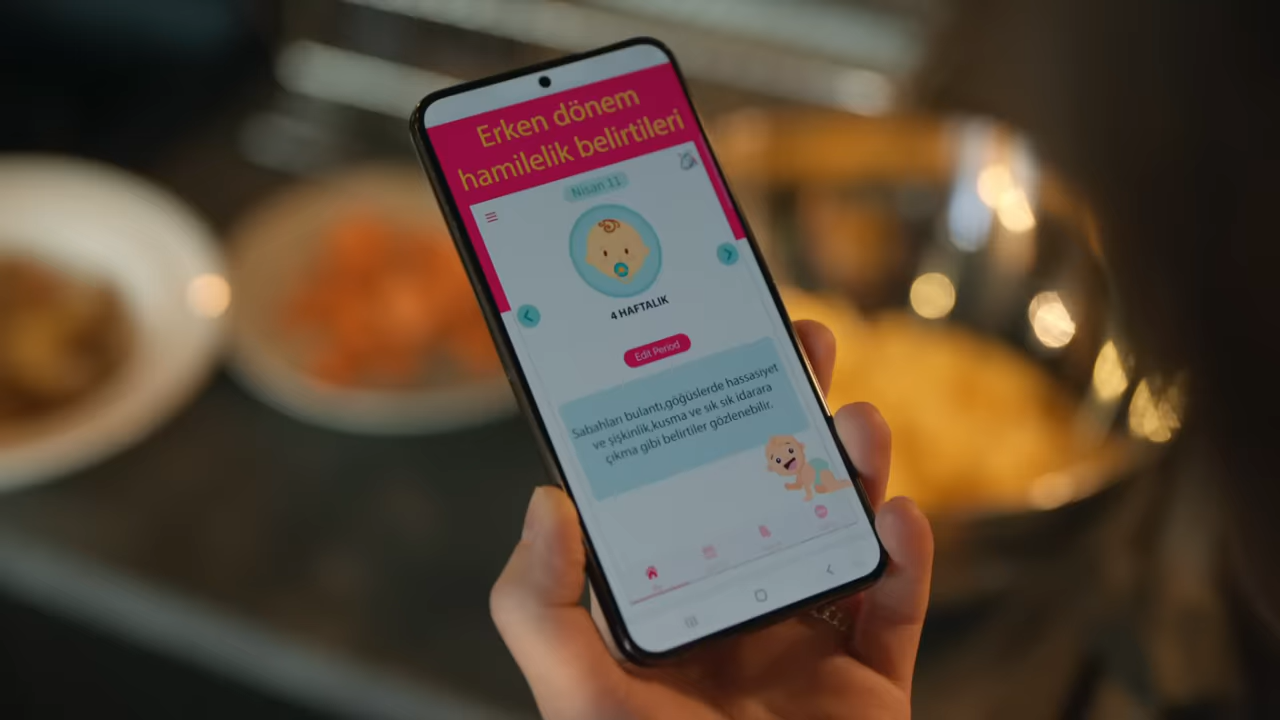 Erken dönem
hamilelik belirtileri
Nisan 11
4 HAFTALIK
Edit Period
Sabahları bulantı,göğüslerde hassasiyet
ve şişkinlik,kusma ve sık sık idarara
çıkma gibi belirtiler gözlenebilir.